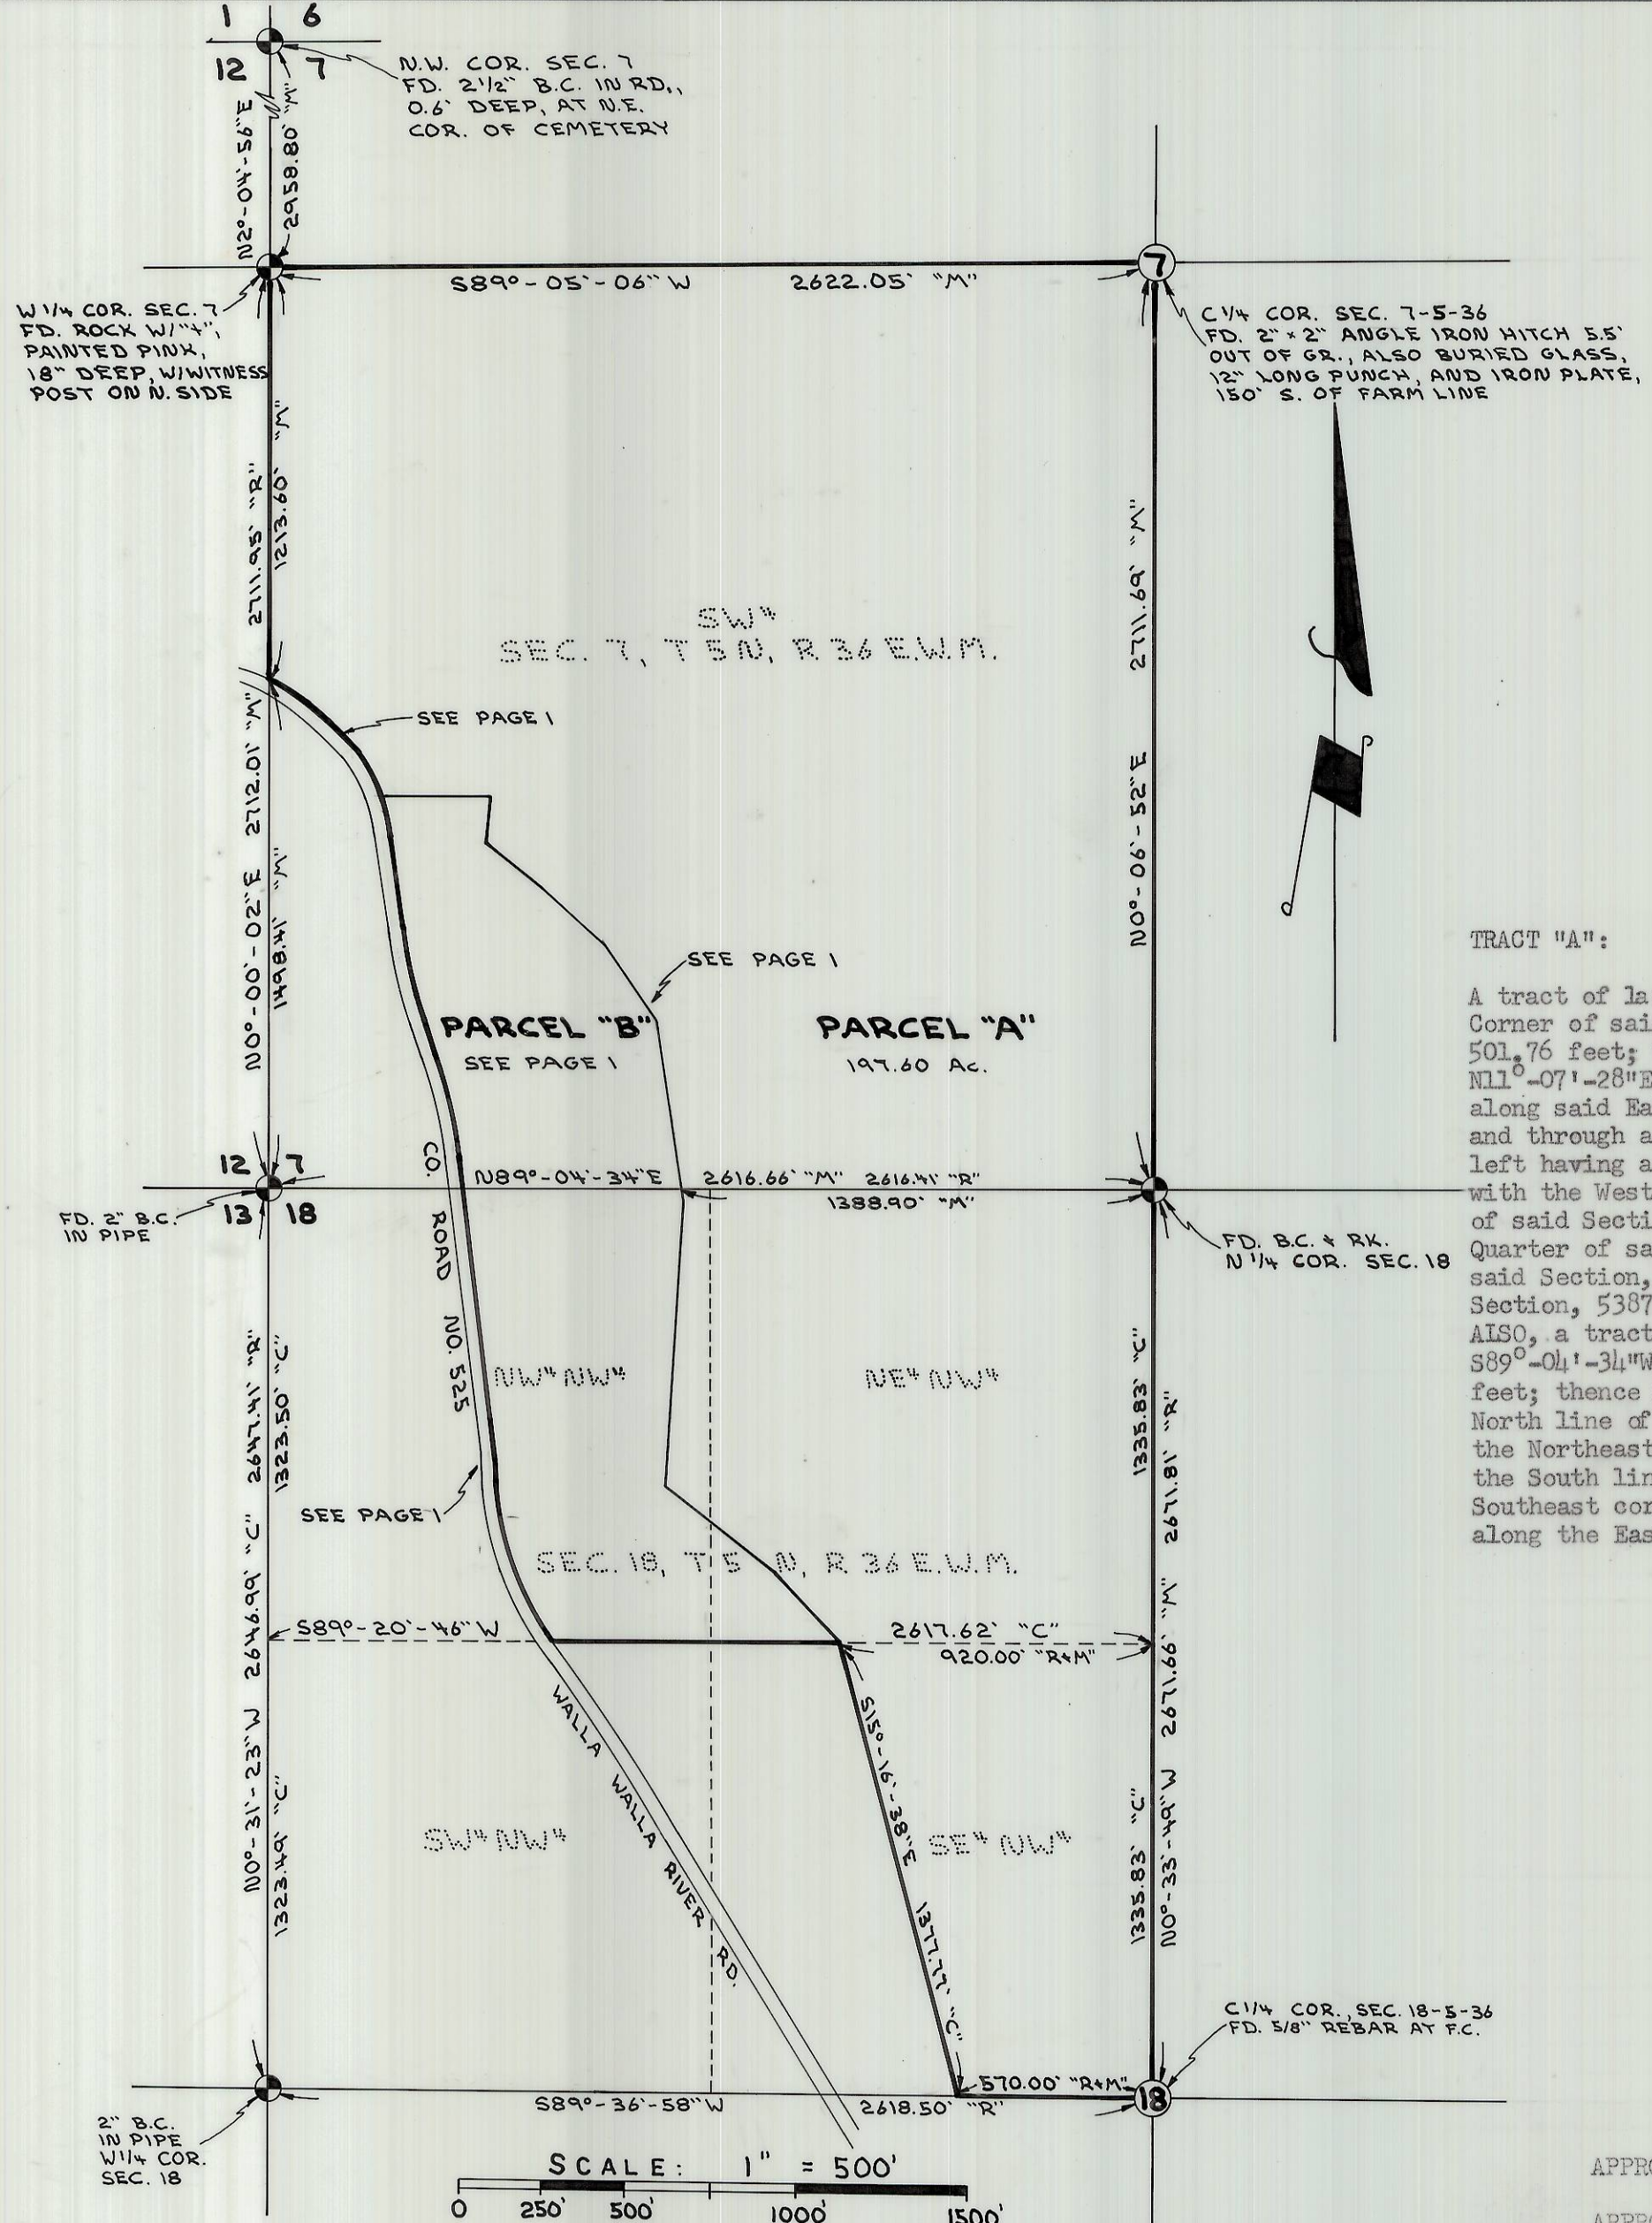 1 6
12 7
N.W. COR. SEC. 7
FD. 2 1/2" B.C. IN RD.,
0.6' DEEP, AT N.E.
COR. OF CEMETERY
N2°-04'-56"E
2958.80' "M"
S89°-05'-06" W 2622.05' "M"
7
W 1/4 COR. SEC. 7
FD. ROCK W/"+",
PAINTED PINK,
18" DEEP, W/WITNESS
POST ON N. SIDE
C 1/4 COR. SEC. 7-5-36
FD. 2" x 2" ANGLE IRON HITCH 5.5'
OUT OF GR., ALSO BURIED GLASS,
12" LONG PUNCH, AND IRON PLATE,
150' S. OF FARM LINE
N0°-00'-02"E 2712.01' "M" 2711.95' "R"
1213.60' "M"
1498.41' "M"
N0°-06'-52"E 2711.69' "M"
SW 4
SEC. 7, T 5 N, R 36 E.W.M.
SEE PAGE 1
SEE PAGE 1
PARCEL "B"
SEE PAGE 1
PARCEL "A"
197.60 Ac.
TRACT "A":
A tract of la
Corner of sai
501.76 feet;
N11°-07'-28"E
along said Ea
and through a
left having a
with the West
of said Secti
Quarter of sa
said Section,
Section, 5387
ALSO, a tract
S89°-04'-34"W
feet; thence
North line of
the Northeast
the South lin
Southeast cor
along the Eas
12 7
13 18
FD. 2" B.C.
IN PIPE
N89°-04'-34"E 2616.66' "M" 2616.41' "R"
1388.90' "M"
FD. B.C. & RK.
N 1/4 COR. SEC. 18
CO. ROAD NO. 525
NW 4 NW 4
NE 4 NW 4
N0°-31'-23"W 2646.99' "C" 2647.41' "R"
1323.50' "C"
1323.49' "C"
1335.83' "C"
1335.83' "C"
N0°-33'-49"W 2671.66' "M" 2671.81' "R"
SEE PAGE 1
SEC. 18, T 5 N, R 36 E.W.M.
S89°-20'-46" W 2617.62' "C"
920.00' "R&M"
WALLA WALLA RIVER RD.
S15°-16'-38"E 1377.77' "C"
SW 4 NW 4
SE 4 NW 4
C 1/4 COR., SEC. 18-5-36
FD. 5/8" REBAR AT F.C.
570.00' "R&M"
18
S89°-36'-58"W 2618.50' "R"
2" B.C.
IN PIPE
W 1/4 COR.
SEC. 18
SCALE: 1" = 500'
0 250' 500' 1000' 1500'
APPRO